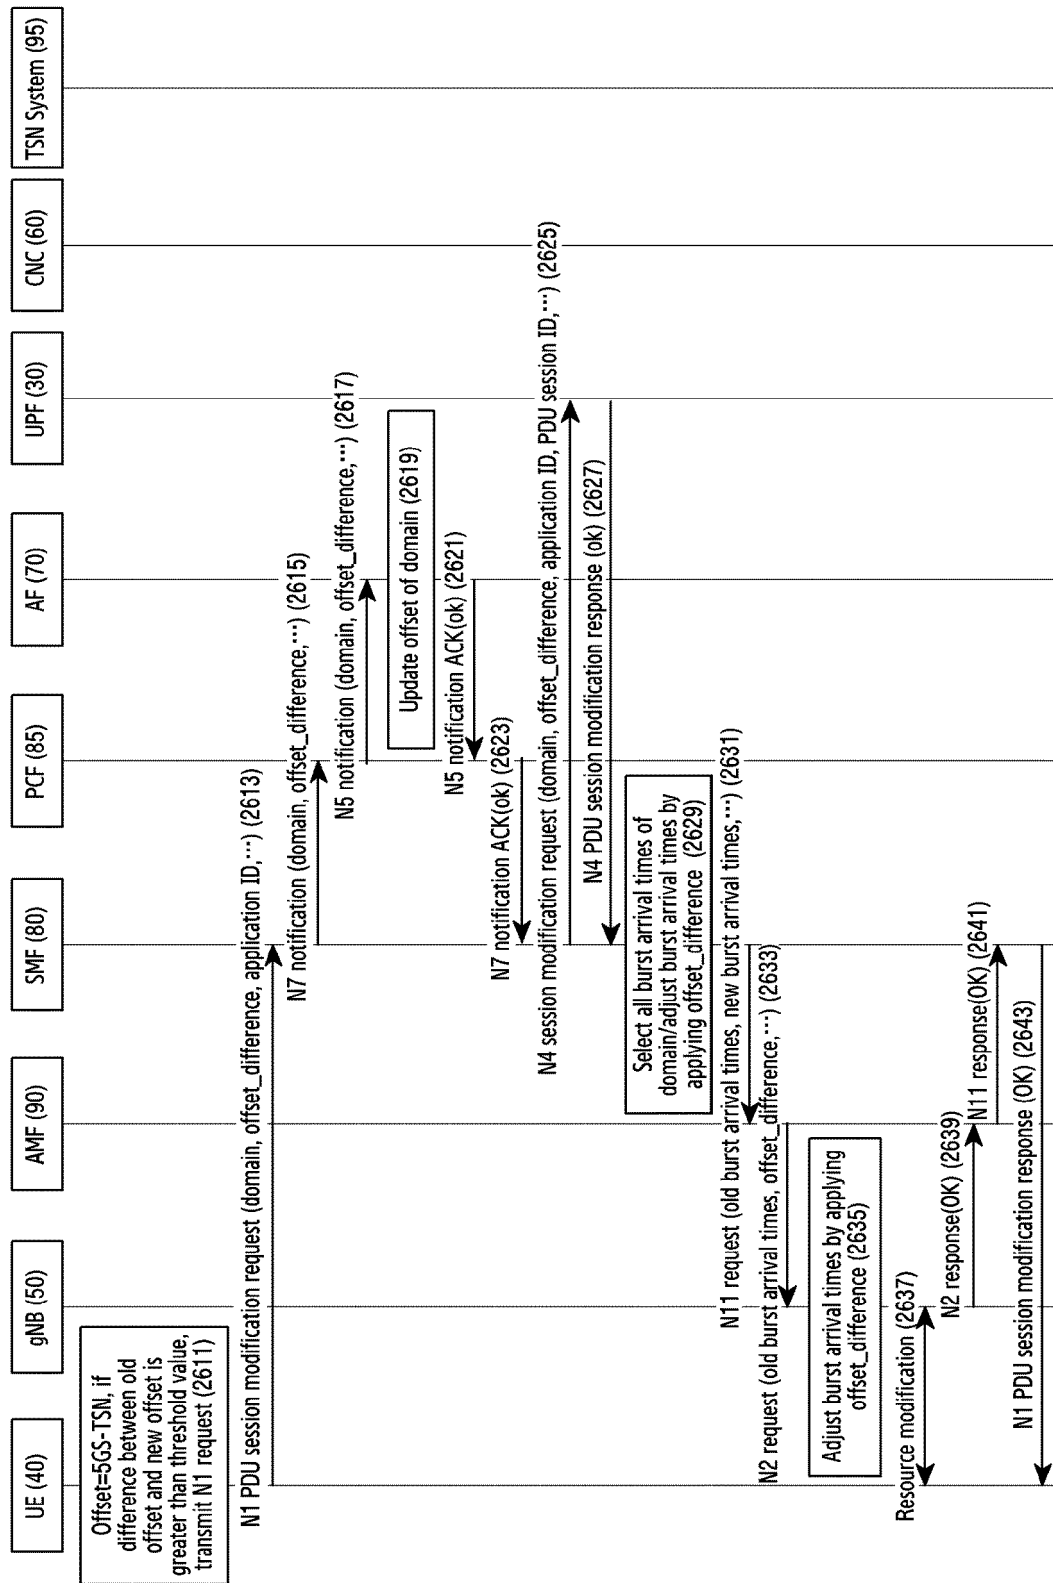 UE (40)
gNB (50)
AMF (90)
SMF (80)
PCF (85)
AF (70)
UPF (30)
CNC (60)
TSN System (95)
Offset=5GS-TSN, if
difference between old
offset and new offset is
greater than threshold value,
transmit N1 request (2611)
N1 PDU session modification request (domain, offset_difference, application ID,⋯) (2613)
N7 notification (domain, offset_difference,⋯) (2615)
N5 notification (domain, offset_difference,⋯) (2617)
Update offset of domain (2619)
N5 notification ACK(ok) (2621)
N7 notification ACK(ok) (2623)
N4 session modification request (domain, offset_difference, application ID, PDU session ID,⋯) (2625)
N4 PDU session modification response (ok) (2627)
Select all burst arrival times of
domain/adjust burst arrival times by
applying offset_difference (2629)
N11 request (old burst arrival times, new burst arrival times,⋯) (2631)
N2 request (old burst arrival times, offset_difference,⋯) (2633)
Adjust burst arrival times by applying
offset_difference (2635)
Resource modification (2637)
N2 response(OK) (2639)
N11 response(OK) (2641)
N1 PDU session modification response (OK) (2643)